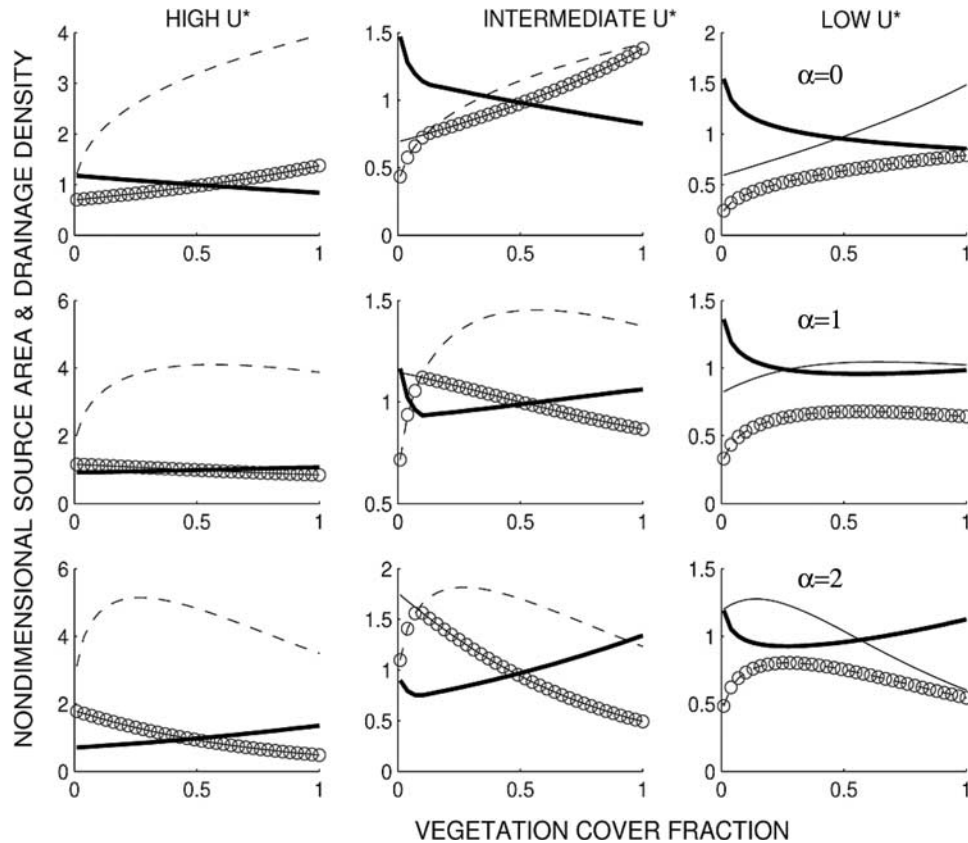 HIGH U*
INTERMEDIATE U*
LOW U*
NONDIMENSIONAL SOURCE AREA & DRAINAGE DENSITY
4
3
2
1
0
0 0.5 1
1.5
1
0.5
0
0 0.5 1
2
1.5
1
0.5
0
α=0
0 0.5 1
6
4
2
0
0 0.5 1
1.5
1
0.5
0 0.5 1
1.5
1
0.5
0
α=1
0 0.5 1
6
4
2
0
0 0.5 1
2
1.5
1
0.5
0
0 0.5 1
1.5
1
0.5
0
α=2
0 0.5 1
VEGETATION COVER FRACTION